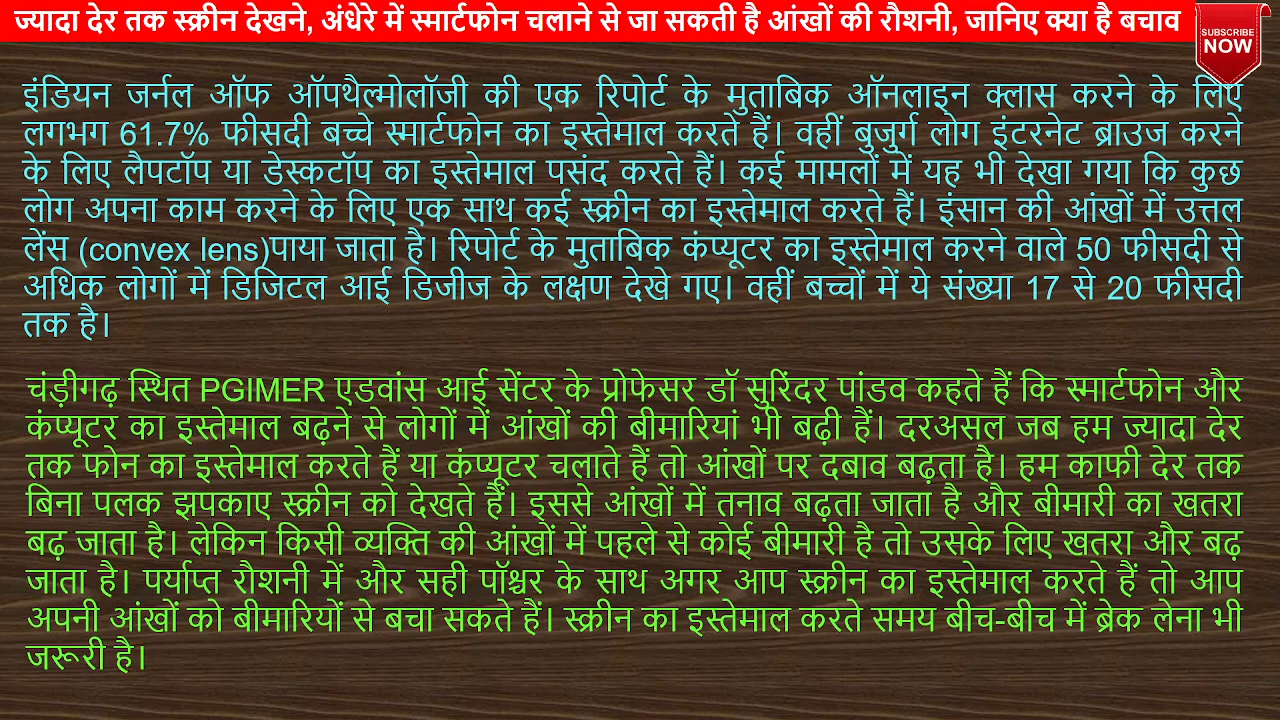 ज्यादा देर तक स्क्रीन देखने, अंधेरे में स्मार्टफोन चलाने से जा सकती है आंखों की रौशनी, जानिए क्या है बचाव
SUBSCRIBE
NOW
इंडियन जर्नल ऑफ ऑपथैल्मोलॉजी की एक रिपोर्ट के मुताबिक ऑनलाइन क्लास करने के लिए
लगभग 61.7% फीसदी बच्चे स्मार्टफोन का इस्तेमाल करते हैं। वहीं बुजुर्ग लोग इंटरनेट ब्राउज करने
के लिए लैपटॉप या डेस्कटॉप का इस्तेमाल पसंद करते हैं। कई मामलों में यह भी देखा गया कि कुछ
लोग अपना काम करने के लिए एक साथ कई स्क्रीन का इस्तेमाल करते हैं। इंसान की आंखों में उत्तल
लेंस (convex lens)पाया जाता है। रिपोर्ट के मुताबिक कंप्यूटर का इस्तेमाल करने वाले 50 फीसदी से
अधिक लोगों में डिजिटल आई डिजीज के लक्षण देखे गए। वहीं बच्चों में ये संख्या 17 से 20 फीसदी
तक है।
चंड़ीगढ़ स्थित PGIMER एडवांस आई सेंटर के प्रोफेसर डॉ सुरिंदर पांडव कहते हैं कि स्मार्टफोन और
कंप्यूटर का इस्तेमाल बढ़ने से लोगों में आंखों की बीमारियां भी बढ़ी हैं। दरअसल जब हम ज्यादा देर
तक फोन का इस्तेमाल करते हैं या कंप्यूटर चलाते हैं तो आंखों पर दबाव बढ़ता है। हम काफी देर तक
बिना पलक झपकाए स्क्रीन को देखते हैं। इससे आंखों में तनाव बढ़ता जाता है और बीमारी का खतरा
बढ़ जाता है। लेकिन किसी व्यक्ति की आंखों में पहले से कोई बीमारी है तो उसके लिए खतरा और बढ़
जाता है। पर्याप्त रौशनी में और सही पॉश्चर के साथ अगर आप स्क्रीन का इस्तेमाल करते हैं तो आप
अपनी आंखों को बीमारियों से बचा सकते हैं। स्क्रीन का इस्तेमाल करते समय बीच-बीच में ब्रेक लेना भी
जरूरी है।